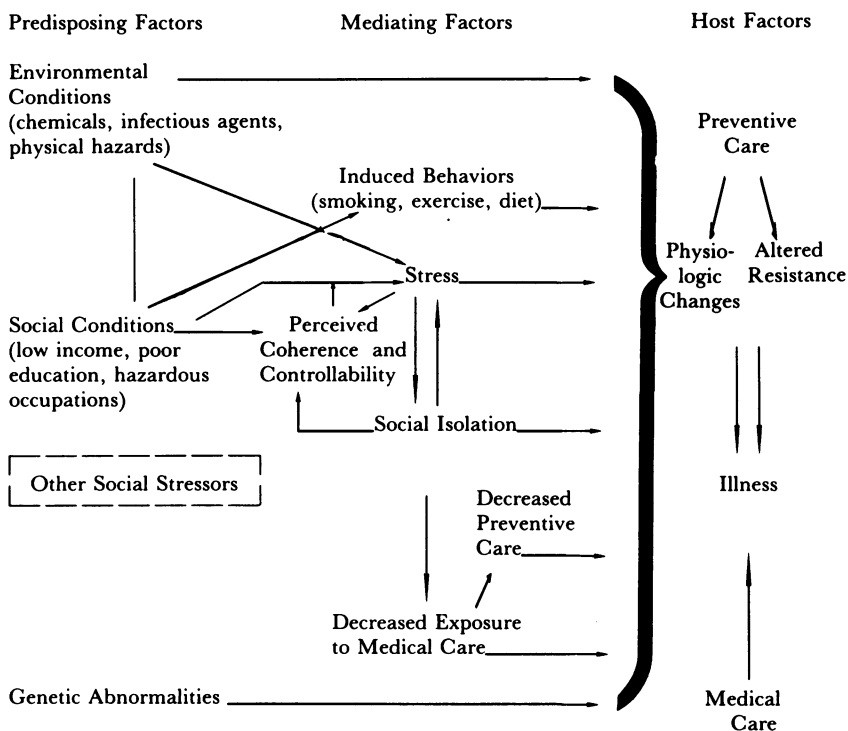 Predisposing Factors
Mediating Factors
Host Factors
Environmental
Conditions
(chemicals, infectious agents,
physical hazards)
Preventive
Care
Induced Behaviors
(smoking, exercise, diet)
Physio-
logic
Changes
Altered
Resistance
Stress
Social Conditions
(low income, poor
education, hazardous
occupations)
Perceived
Coherence and
Controllability
Social Isolation
Other Social Stressors
Illness
Decreased
Preventive
Care
Decreased Exposure
to Medical Care
Genetic Abnormalities
Medical
Care